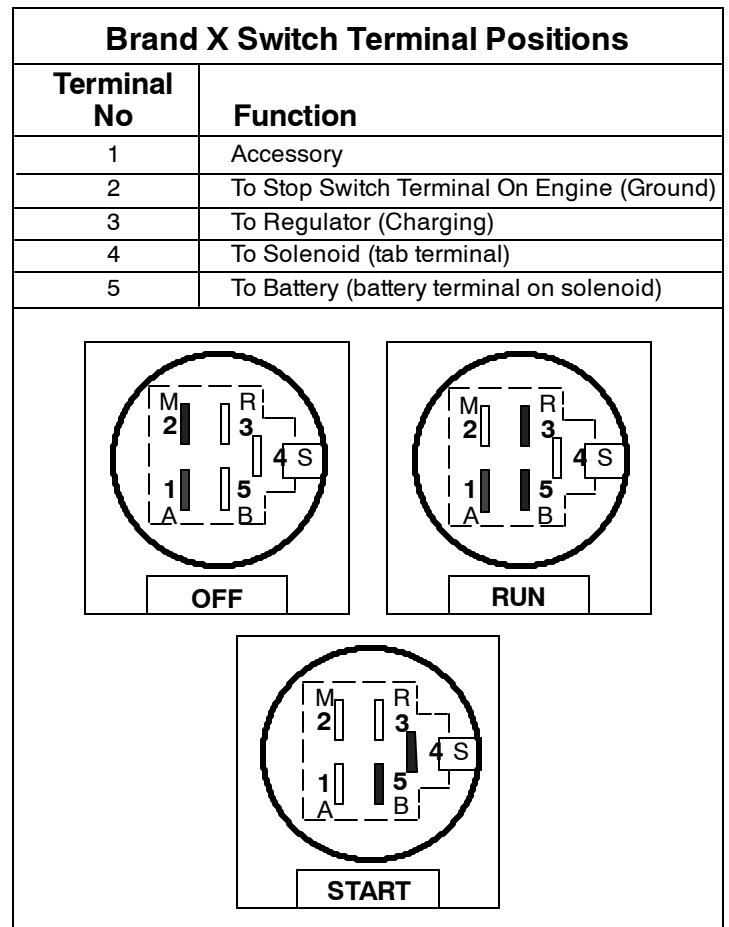 Brand X Switch Terminal Positions
Terminal
No
Function
1 Accessory
2 To Stop Switch Terminal On Engine (Ground)
3 To Regulator (Charging)
4 To Solenoid (tab terminal)
5 To Battery (battery terminal on solenoid)
M R
2 3
4 S
1 5
A B
OFF
M R
2 3
4 S
1 5
A B
RUN
M R
2 3
4 S
1 5
A B
START